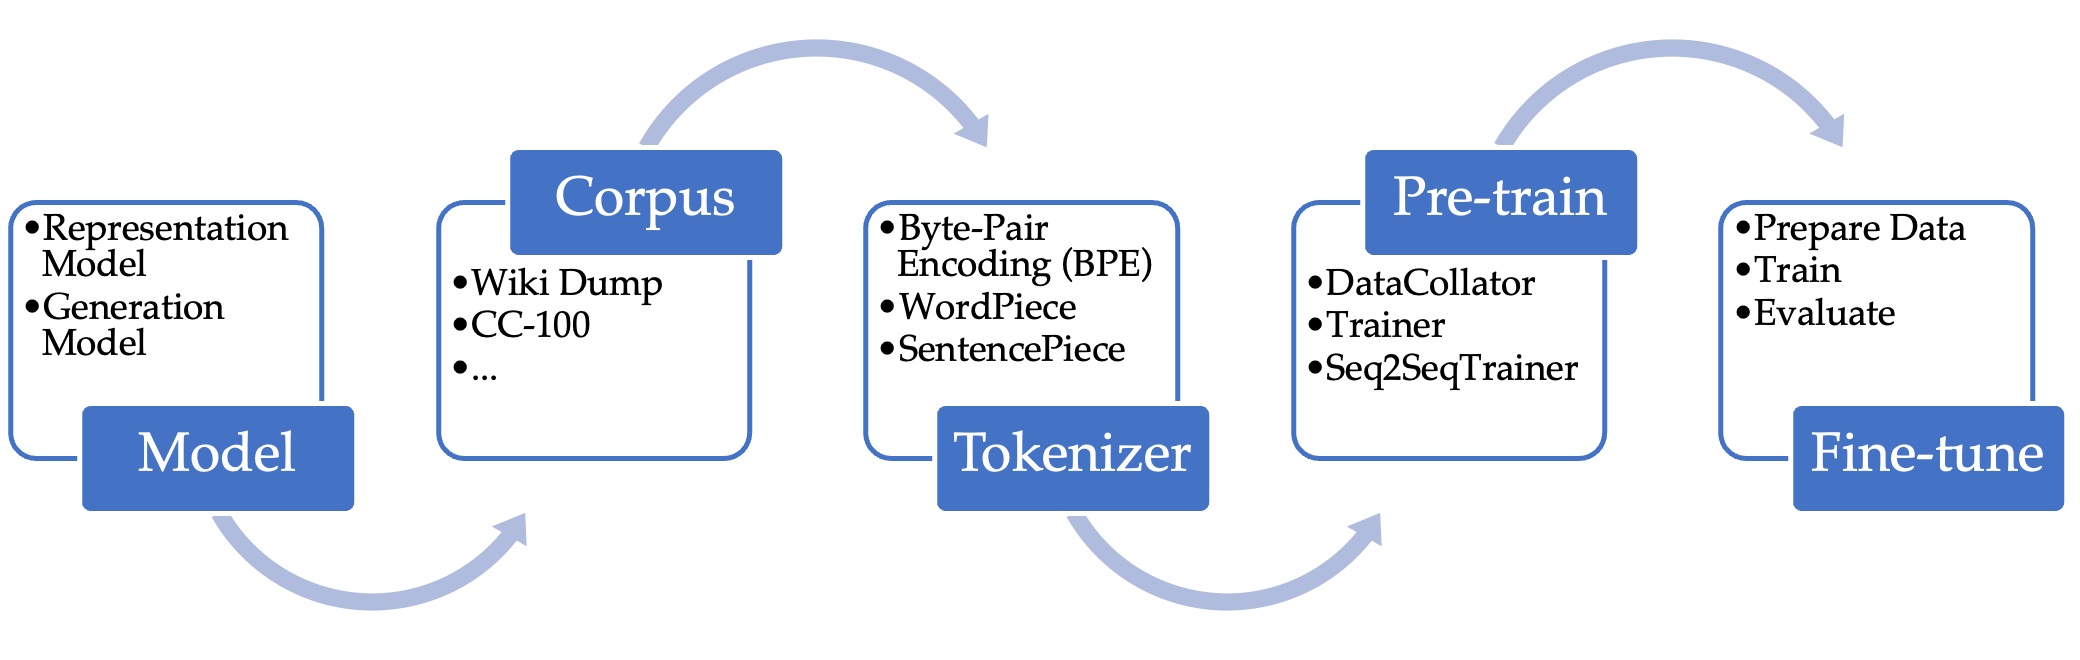 •Representation
Model
•Generation
Model
Model
Corpus
•Wiki Dump
•CC-100
•...
•Byte-Pair
Encoding (BPE)
•WordPiece
•SentencePiece
Tokenizer
Pre-train
•DataCollator
•Trainer
•Seq2SeqTrainer
•Prepare Data
•Train
•Evaluate
Fine-tune